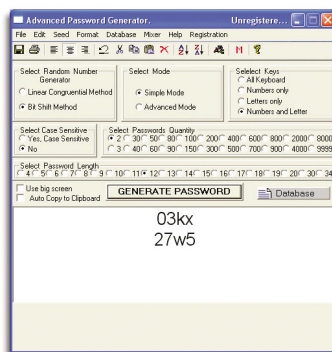 Advanced Password Generator. Unregistere...
File Edit Seed Format Database Mixer Help Registration
Select Random Number Generator
Linear Congruential Method
Bit Shift Method
Select Mode
Simple Mode
Advanced Mode
Selelect Keys
All Keyboard
Numbers only
Letters only
Numbers and Letter
Select Case Sensitive
Yes, Case Sensitive
No
Select Passwords Quantity
2 30 50 80 100 200 400 600 800 2000 8000
3 40 60 90 150 300 500 700 900 4000 9999
Select Password Length
4 5 6 7 8 9 10 11 12 13 14 15 16 17 18 19 20 30 34
Use big screen
Auto Copy to Clipboard
GENERATE PASSWORD
Database
03kx
27w5